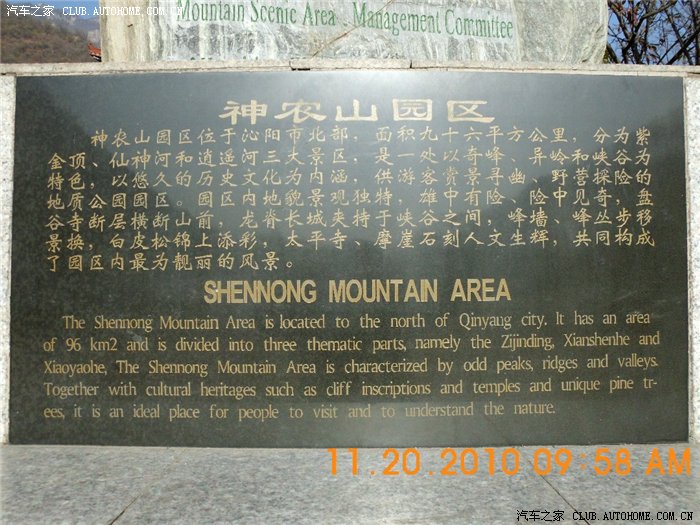 汽车之家 CLUB.AUTOHOME.COM.CN
Mountain Scenic Area . Management Committee
神农山园区
神农山园区位于沁阳市北部，面积九十六平方公里，分为紫
金顶、仙神河和逍遥河三大景区，是一处以奇峰、异岭和峡谷为
特色，以悠久的历史文化为内涵，供游客赏景寻幽、野营探险的
地质公园园区。园区内地貌景观独特，雄中有险、险中见奇，盘
谷寺断层横断山前，龙脊长城夹持于峡谷之间，峰墙、峰丛步移
景换，白皮松锦上添彩，太平寺、摩崖石刻人文生辉，共同构成
了园区内最为靓丽的风景。
SHENNONG MOUNTAIN AREA
The Shennong Mountain Area is located to the north of Qinyang city. It has an area
of 96 km2 and is divided into three thematic parts, namely the Zijinding, Xianshenhe and
Xiaoyaohe, The Shennong Mountain Area is characterized by odd peaks, ridges and valleys.
Together with cultural heritages such as cliff inscriptions and temples and unique pine tr-
ees, it is an ideal place for people to visit and to understand the nature.
11.20.2010 09:58 AM
汽车之家 CLUB.AUTOHOME.COM.CN